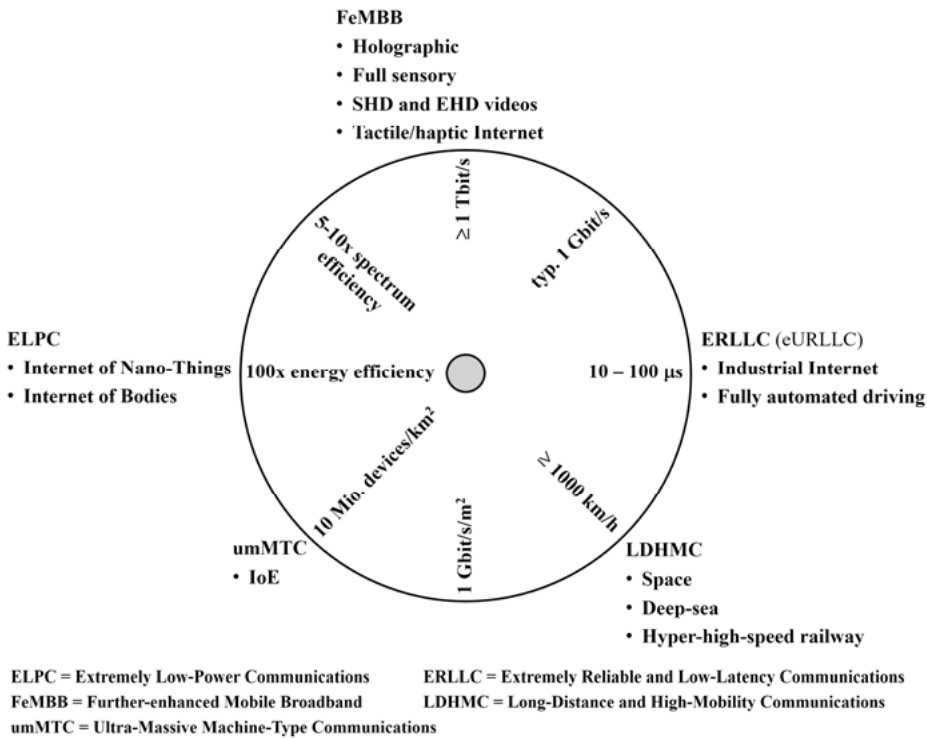 FeMBB
• Holographic
• Full sensory
• SHD and EHD videos
• Tactile/haptic Internet
≥ 1 Tbit/s
typ. 1 Gbit/s
5-10x spectrum
efficiency
ELPC
• Internet of Nano-Things
• Internet of Bodies
100x energy efficiency
10 – 100 μs
ERLLC (eURLLC)
• Industrial Internet
• Fully automated driving
10 Mio. devices/km²
≥ 1000 km/h
1 Gbit/s/m²
umMTC
• IoE
LDHMC
• Space
• Deep-sea
• Hyper-high-speed railway
ELPC = Extremely Low-Power Communications
ERLLC = Extremely Reliable and Low-Latency Communications
FeMBB = Further-enhanced Mobile Broadband
LDHMC = Long-Distance and High-Mobility Communications
umMTC = Ultra-Massive Machine-Type Communications